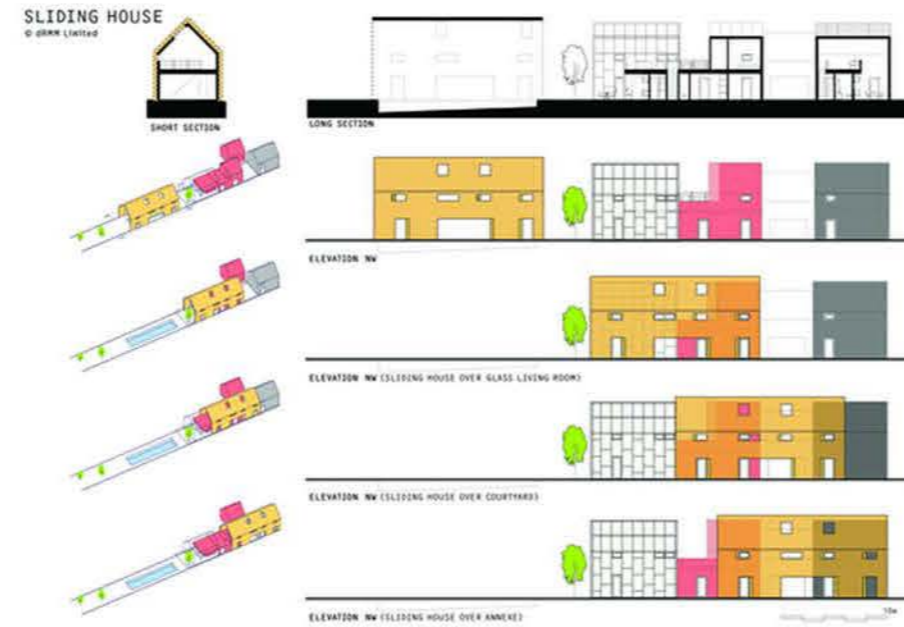 SLIDING HOUSE
© dRMM Limited
SHORT SECTION
LONG SECTION
ELEVATION NW
ELEVATION NW (SLIDING HOUSE OVER GLASS LIVING ROOM)
ELEVATION NW (SLIDING HOUSE OVER COURTYARD)
ELEVATION NW (SLIDING HOUSE OVER ANNEXE)
10m